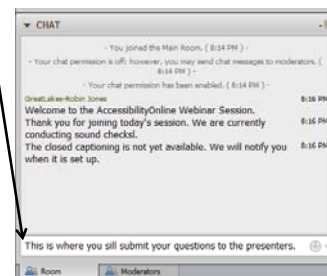 CHAT
- You joined the Main Room. ( 8:14 PM ) -
- Your chat permission is off; however, you may send chat messages to moderators. (
8:14 PM ) -
- Your chat permission has been enabled. ( 8:14 PM ) -
GreatLakes-Robin Jones 8:16 PM
Welcome to the AccessibilityOnline Webinar Session.
Thank you for joining today's session. We are currently 8:16 PM
conducting sound checksl.
The closed captioning is not yet available. We will notify you 8:16 PM
when it is set up.
This is where you sill submit your questions to the presenters.
Room Moderators